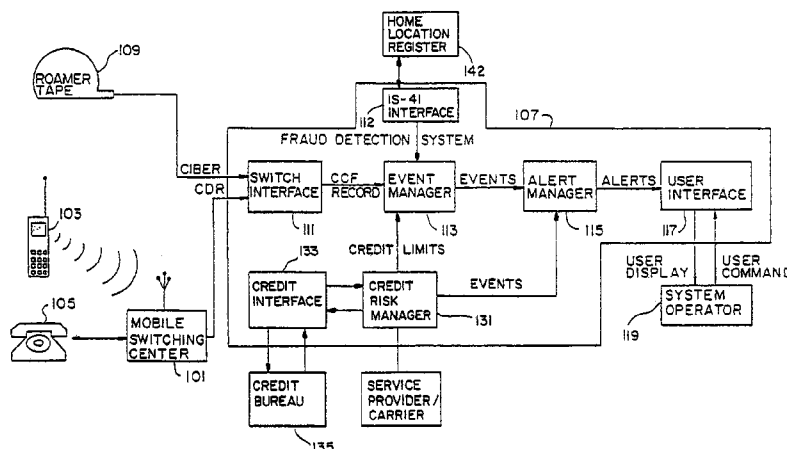 HOME
LOCATION
REGISTER
142
109
ROAMER
TAPE
IS-41
INTERFACE
112
107
FRAUD DETECTION SYSTEM
CIBER
CDR
SWITCH
INTERFACE
111
CCF
RECORD
EVENT
MANAGER
113
EVENTS
ALERT
MANAGER
115
ALERTS
USER
INTERFACE
117
103
133
CREDIT LIMITS
CREDIT
INTERFACE
CREDIT
RISK
MANAGER
131
EVENTS
USER
DISPLAY
USER
COMMAND
SYSTEM
OPERATOR
119
105
MOBILE
SWITCHING
CENTER
101
CREDIT
BUREAU
135
SERVICE
PROVIDER/
CARRIER